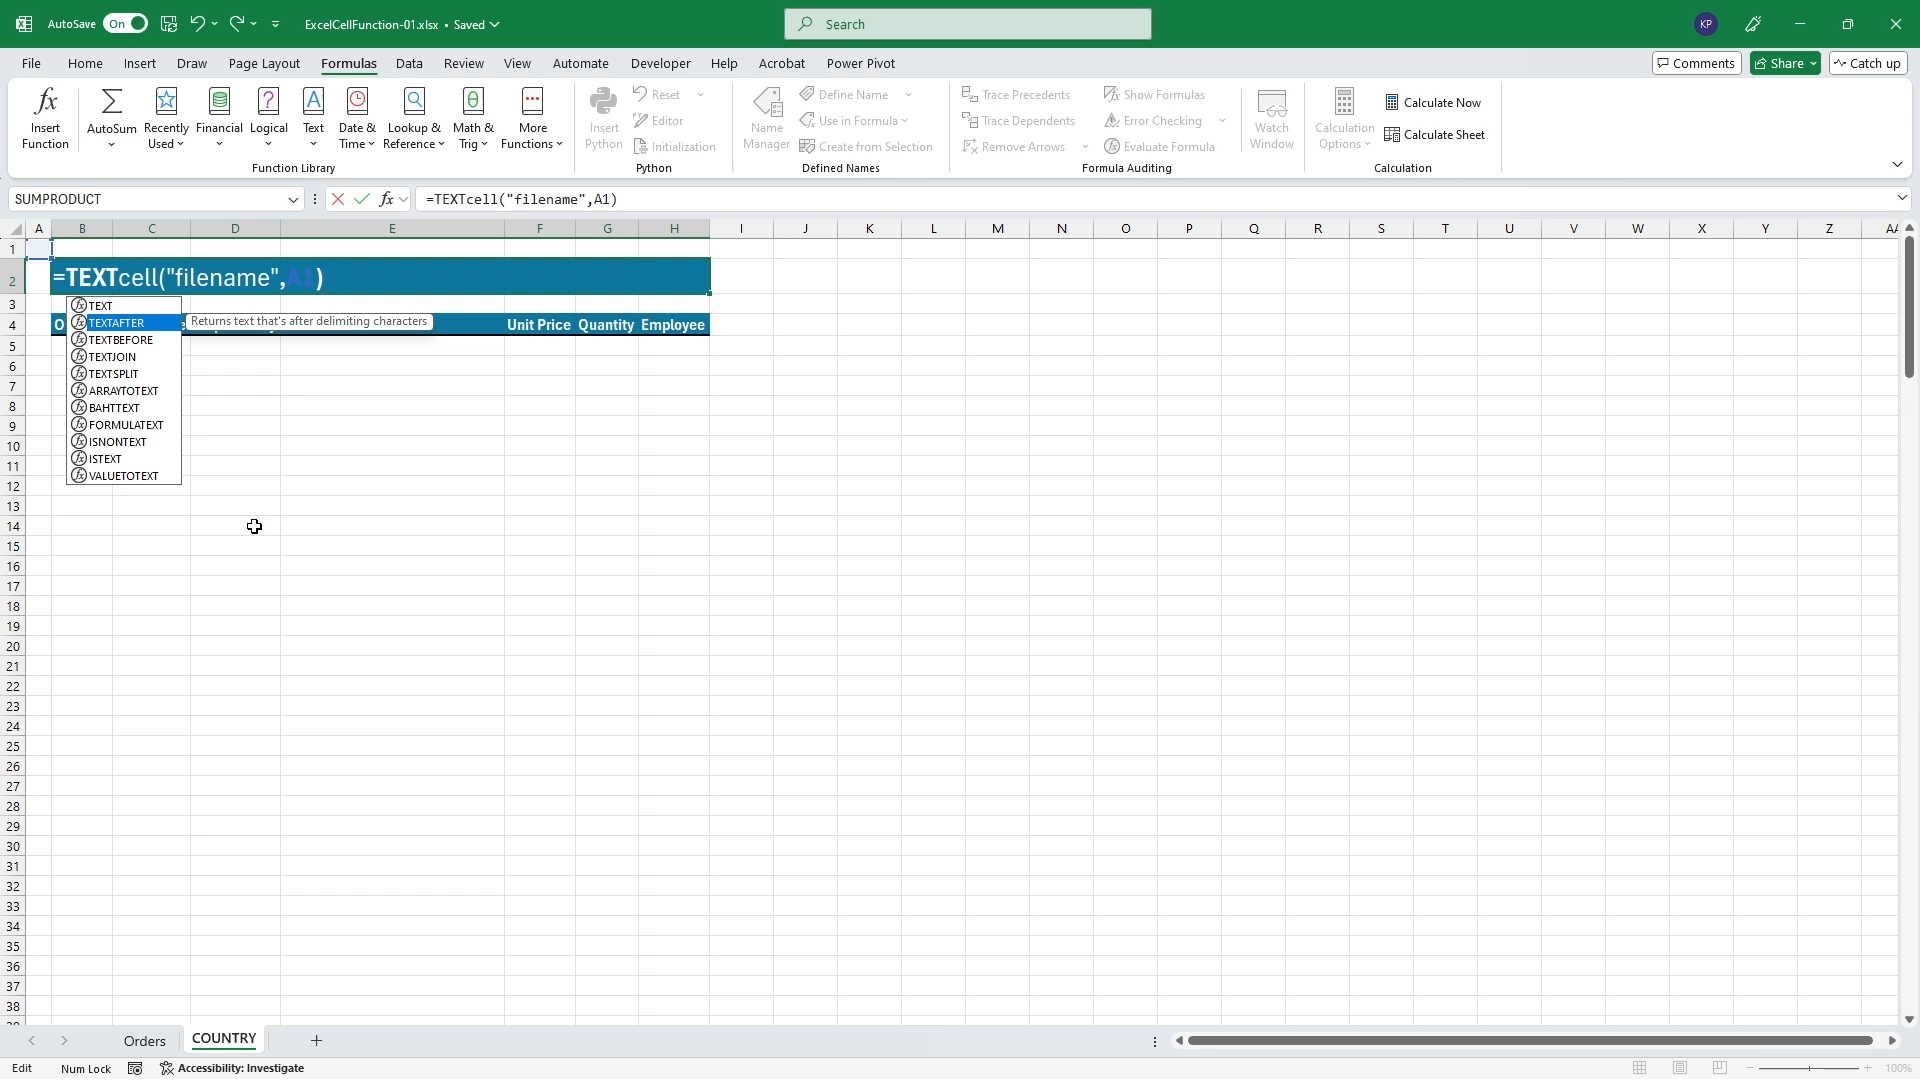 AutoSave On ExcelCellFunction-01.xlsx • Saved Search KP
File Home Insert Draw Page Layout Formulas Data Review View Automate Developer Help Acrobat Power Pivot Comments Share Catch up
Insert Function
AutoSum
Recently Used
Financial
Logical
Text
Date & Time
Lookup & Reference
Math & Trig
More Functions
Function Library
Insert Python
Reset
Editor
Initialization
Python
Name Manager
Define Name
Use in Formula
Create from Selection
Defined Names
Trace Precedents
Trace Dependents
Remove Arrows
Show Formulas
Error Checking
Evaluate Formula
Formula Auditing
Watch Window
Calculation Options
Calculate Now
Calculate Sheet
Calculation
SUMPRODUCT fx =TEXTcell("filename",A1)
A B C D E F G H I J K L M N O P Q R S T U V W X Y Z AA
1
2 =TEXTcell("filename",A1)
3
TEXT
TEXTAFTER Returns text that's after delimiting characters
4 Unit Price Quantity Employee
TEXTBEFORE
TEXTJOIN
TEXTSPLIT
ARRAYTOTEXT
BAHTTEXT
FORMULATEXT
ISNONTEXT
ISTEXT
VALUETOTEXT
5
6
7
8
9
10
11
12
13
14
15
16
17
18
19
20
21
22
23
24
25
26
27
28
29
30
31
32
33
34
35
36
37
38
Orders COUNTRY
Edit Num Lock Accessibility: Investigate 100%